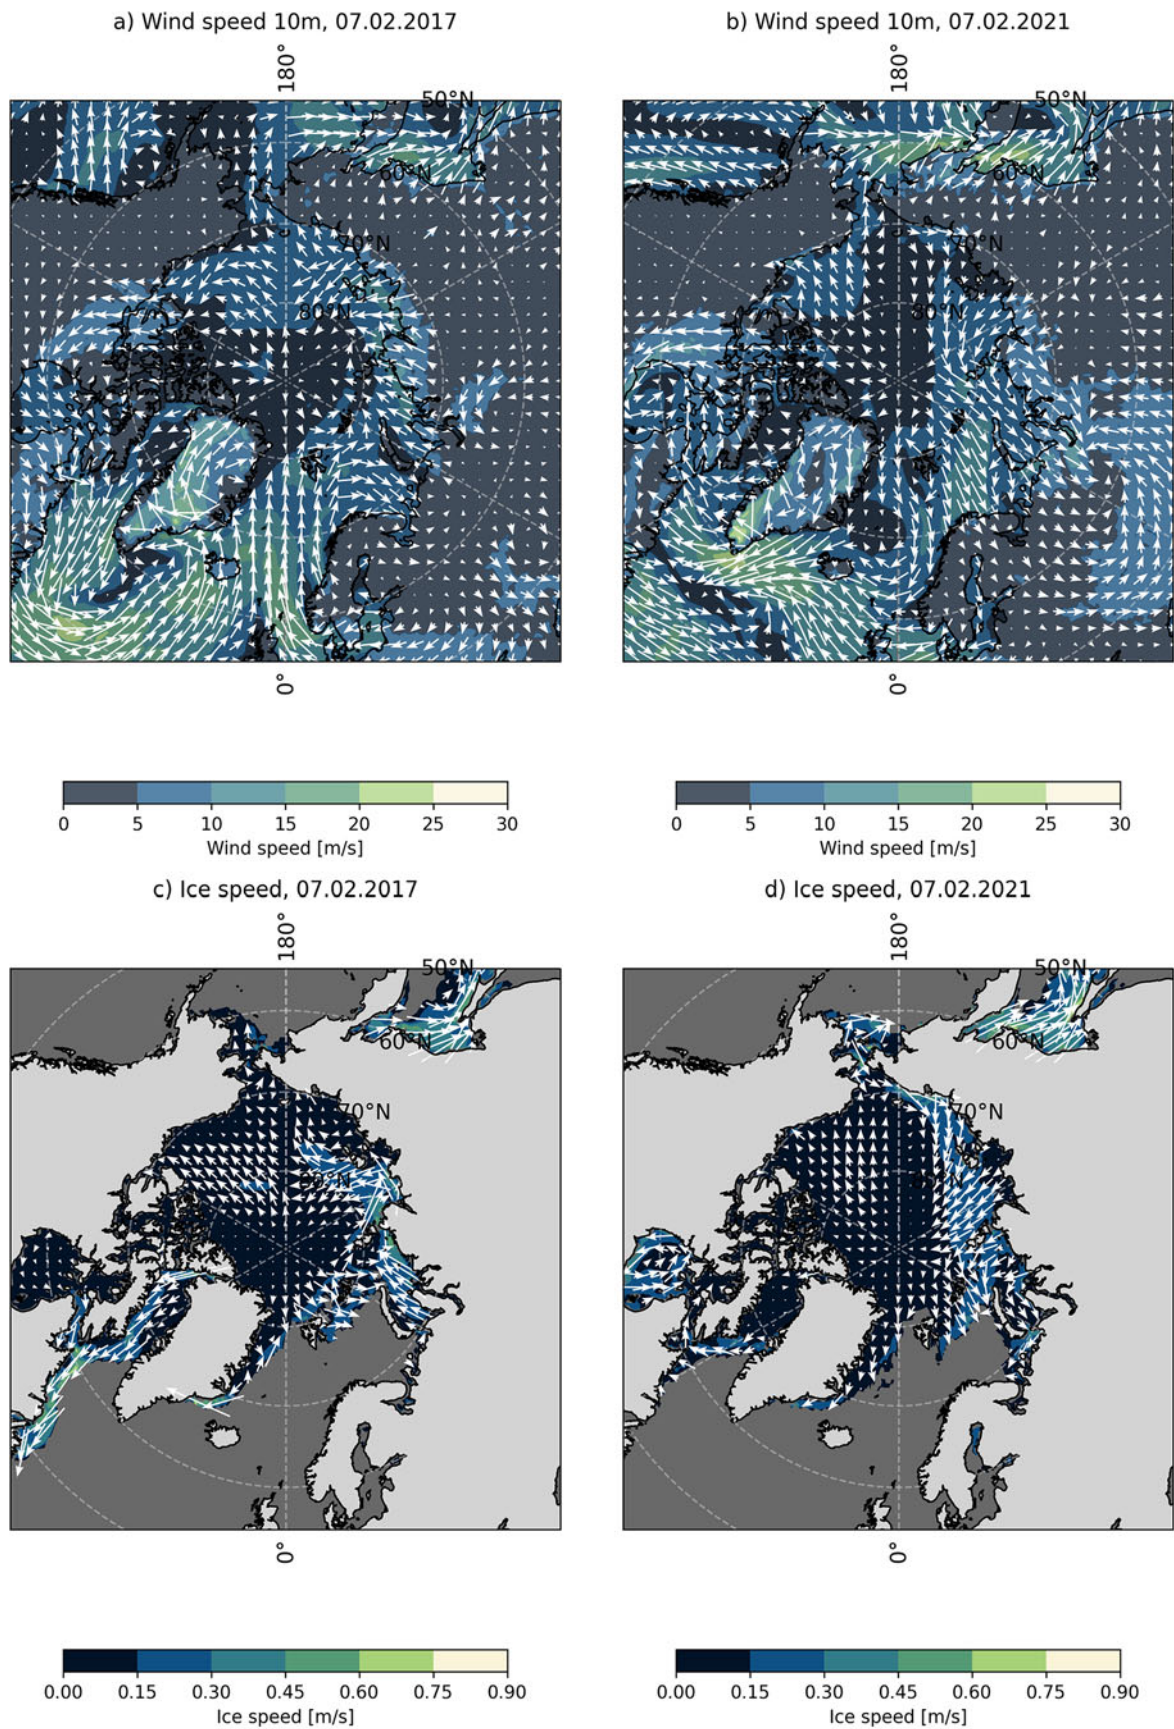 a) Wind speed 10m, 07.02.2017
b) Wind speed 10m, 07.02.2021
180°
180°
50°N
50°N
60°N
60°N
70°N
70°N
80°N
80°N
0°
0°
0 5 10 15 20 25 30
0 5 10 15 20 25 30
Wind speed [m/s]
Wind speed [m/s]
c) Ice speed, 07.02.2017
d) Ice speed, 07.02.2021
180°
180°
50°N
50°N
60°N
60°N
70°N
70°N
80°N
80°N
0°
0°
0.00 0.15 0.30 0.45 0.60 0.75 0.90
0.00 0.15 0.30 0.45 0.60 0.75 0.90
Ice speed [m/s]
Ice speed [m/s]